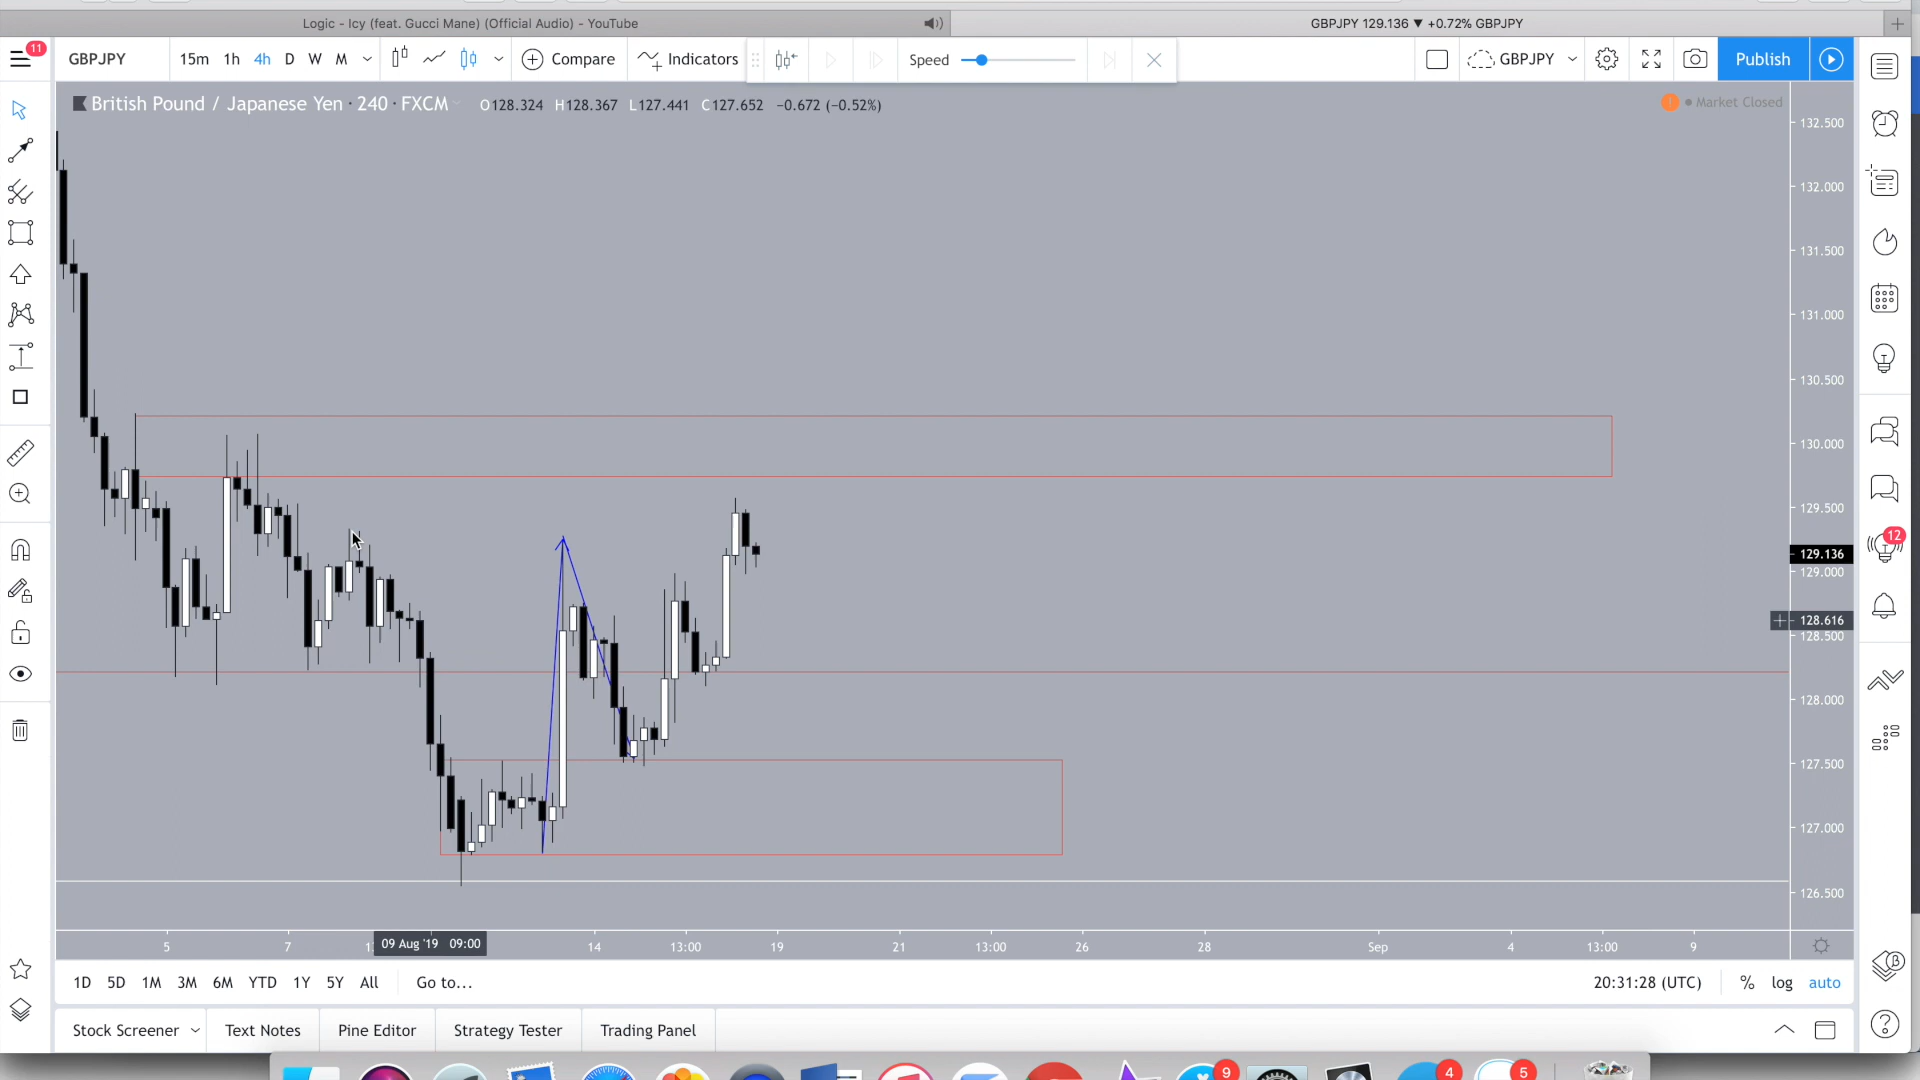 Logic - Icy (feat. Gucci Mane) (Official Audio) - YouTube
GBPJPY 129.136 ▼ +0.72% GBPJPY
11
GBPJPY
15m 1h 4h D W M
Compare
Indicators
Speed
GBPJPY
Publish
British Pound / Japanese Yen · 240 · FXCM
O128.324 H128.367 L127.441 C127.652 −0.672 (−0.52%)
Market Closed
132.500
132.000
131.500
131.000
130.500
130.000
129.500
129.136
129.000
128.616
128.500
128.000
127.500
127.000
126.500
12
5 7 09 Aug '19 09:00 14 13:00 19 21 13:00 26 28 Sep 4 13:00 9
1D 5D 1M 3M 6M YTD 1Y 5Y All Go to...
20:31:28 (UTC) % log auto
Stock Screener Text Notes Pine Editor Strategy Tester Trading Panel
9 4 5